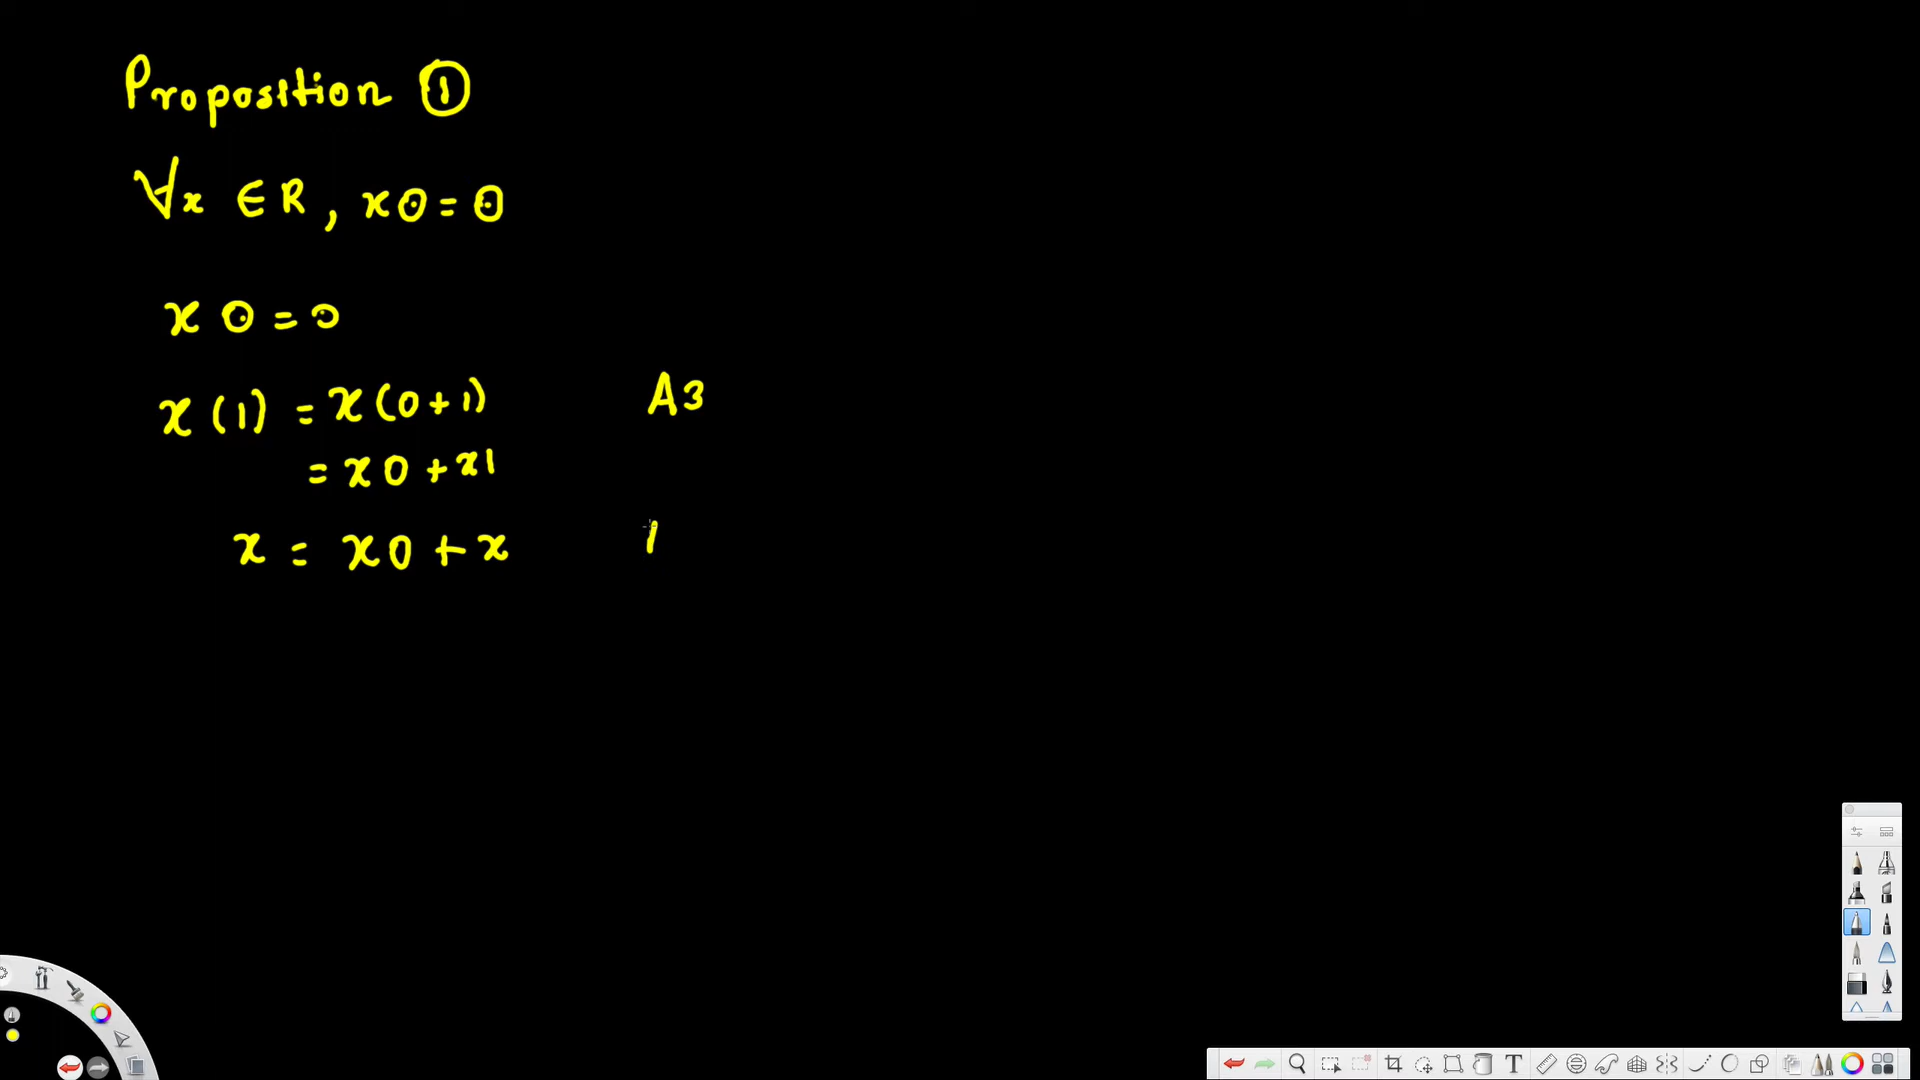 Proposition ①
∀x ∈ R, x0=0
x 0 = 0
x(1) = x(0+1) A3
= x0 + x1
x = x0 + x